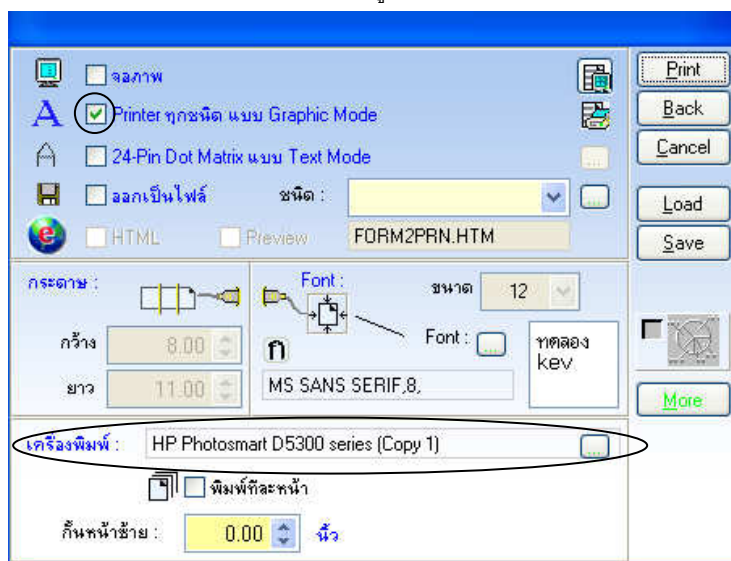 จอภาพ
Print
Printer ทุกชนิด แบบ Graphic Mode
Back
24-Pin Dot Matrix แบบ Text Mode
Cancel
ออกเป็นไฟล์ ชนิด :
Load
HTML Preview FORM2PRN.HTM
Save
กระดาษ : Font : ขนาด 12
กว้าง 8.00 ก Font : ... ทดลอง
kev
ยาว 11.00 MS SANS SERIF,8,
More
เครื่องพิมพ์ : HP Photosmart D5300 series (Copy 1) ...
พิมพ์ทีละหน้า
กั้นหน้าซ้าย : 0.00 นิ้ว